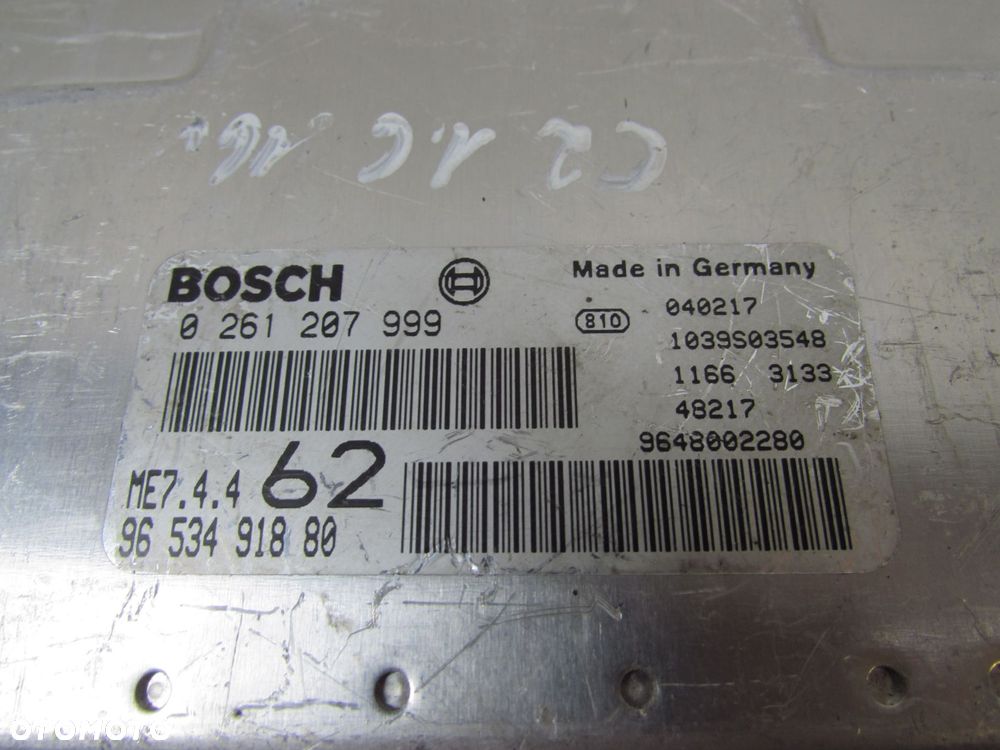 C2 1.6 16V
BOSCH
0 261 207 999
ME7.4.4 62
96 534 918 80
Made in Germany
810
040217
1039S03548
1166 3133
48217
9648002280
OTOMOTO